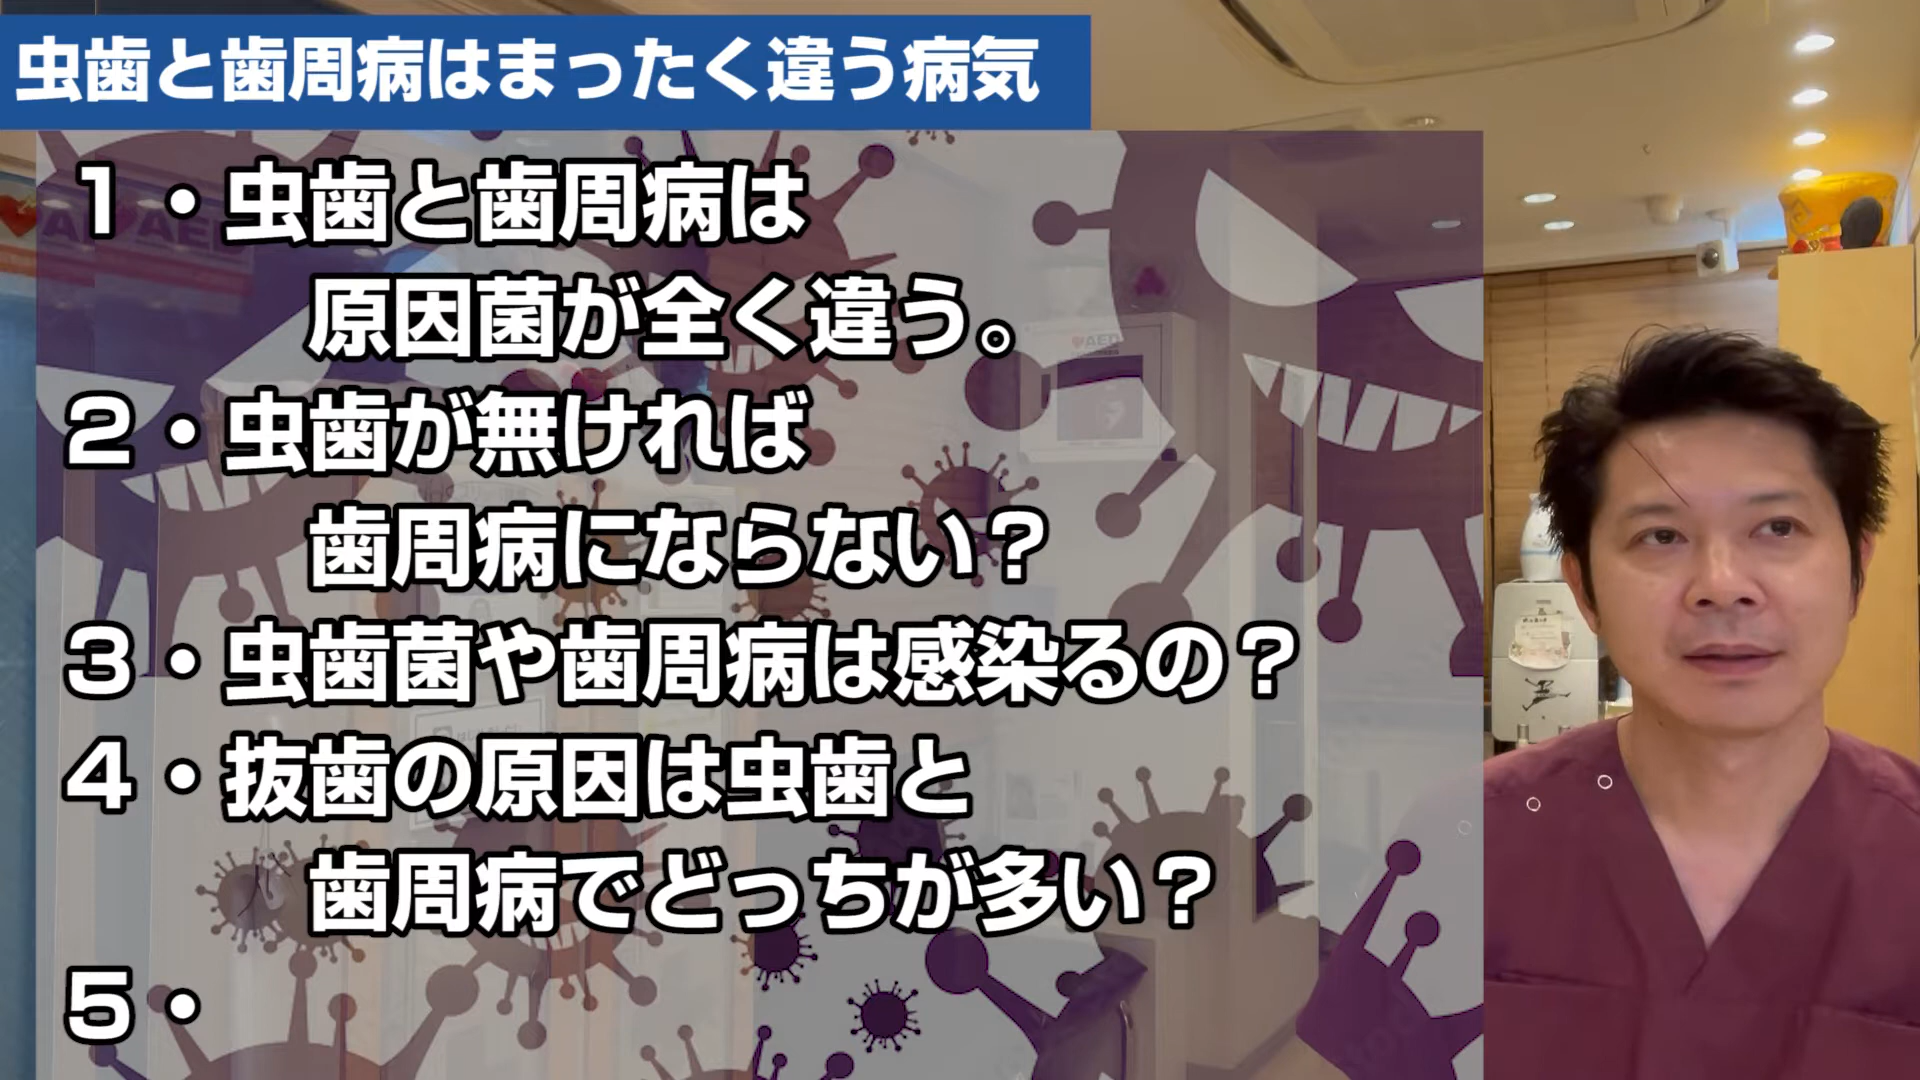 虫歯と歯周病はまったく違う病気
１・虫歯と歯周病は
原因菌が全く違う。
２・虫歯が無ければ
歯周病にならない？
３・虫歯菌や歯周病は感染るの？
４・抜歯の原因は虫歯と
歯周病でどっちが多い？
５・
AED
AED